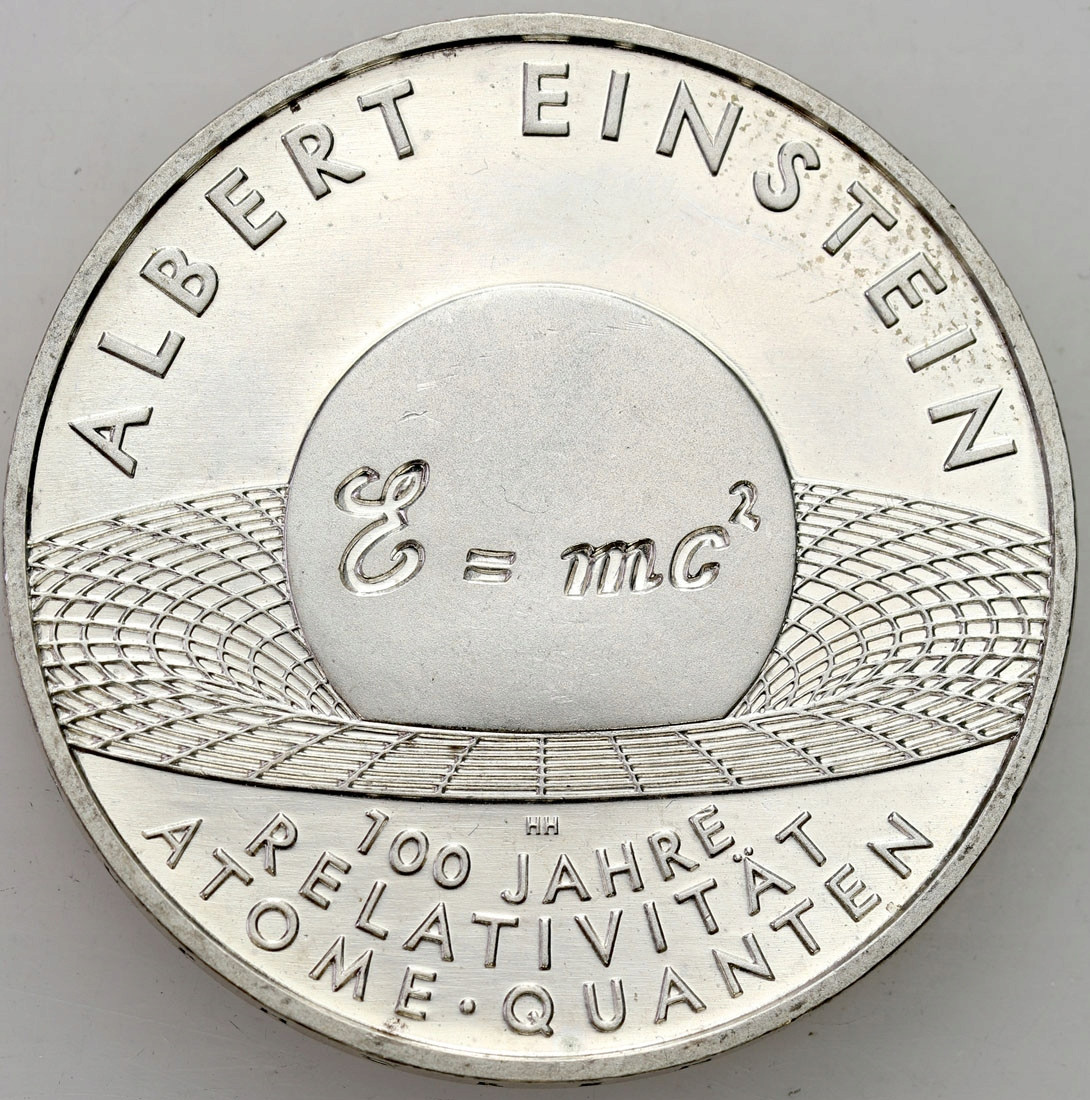 ALBERT EINSTEIN
E = mc²
HH
100 JAHRE
RELATIVITÄT
ATOME · QUANTEN